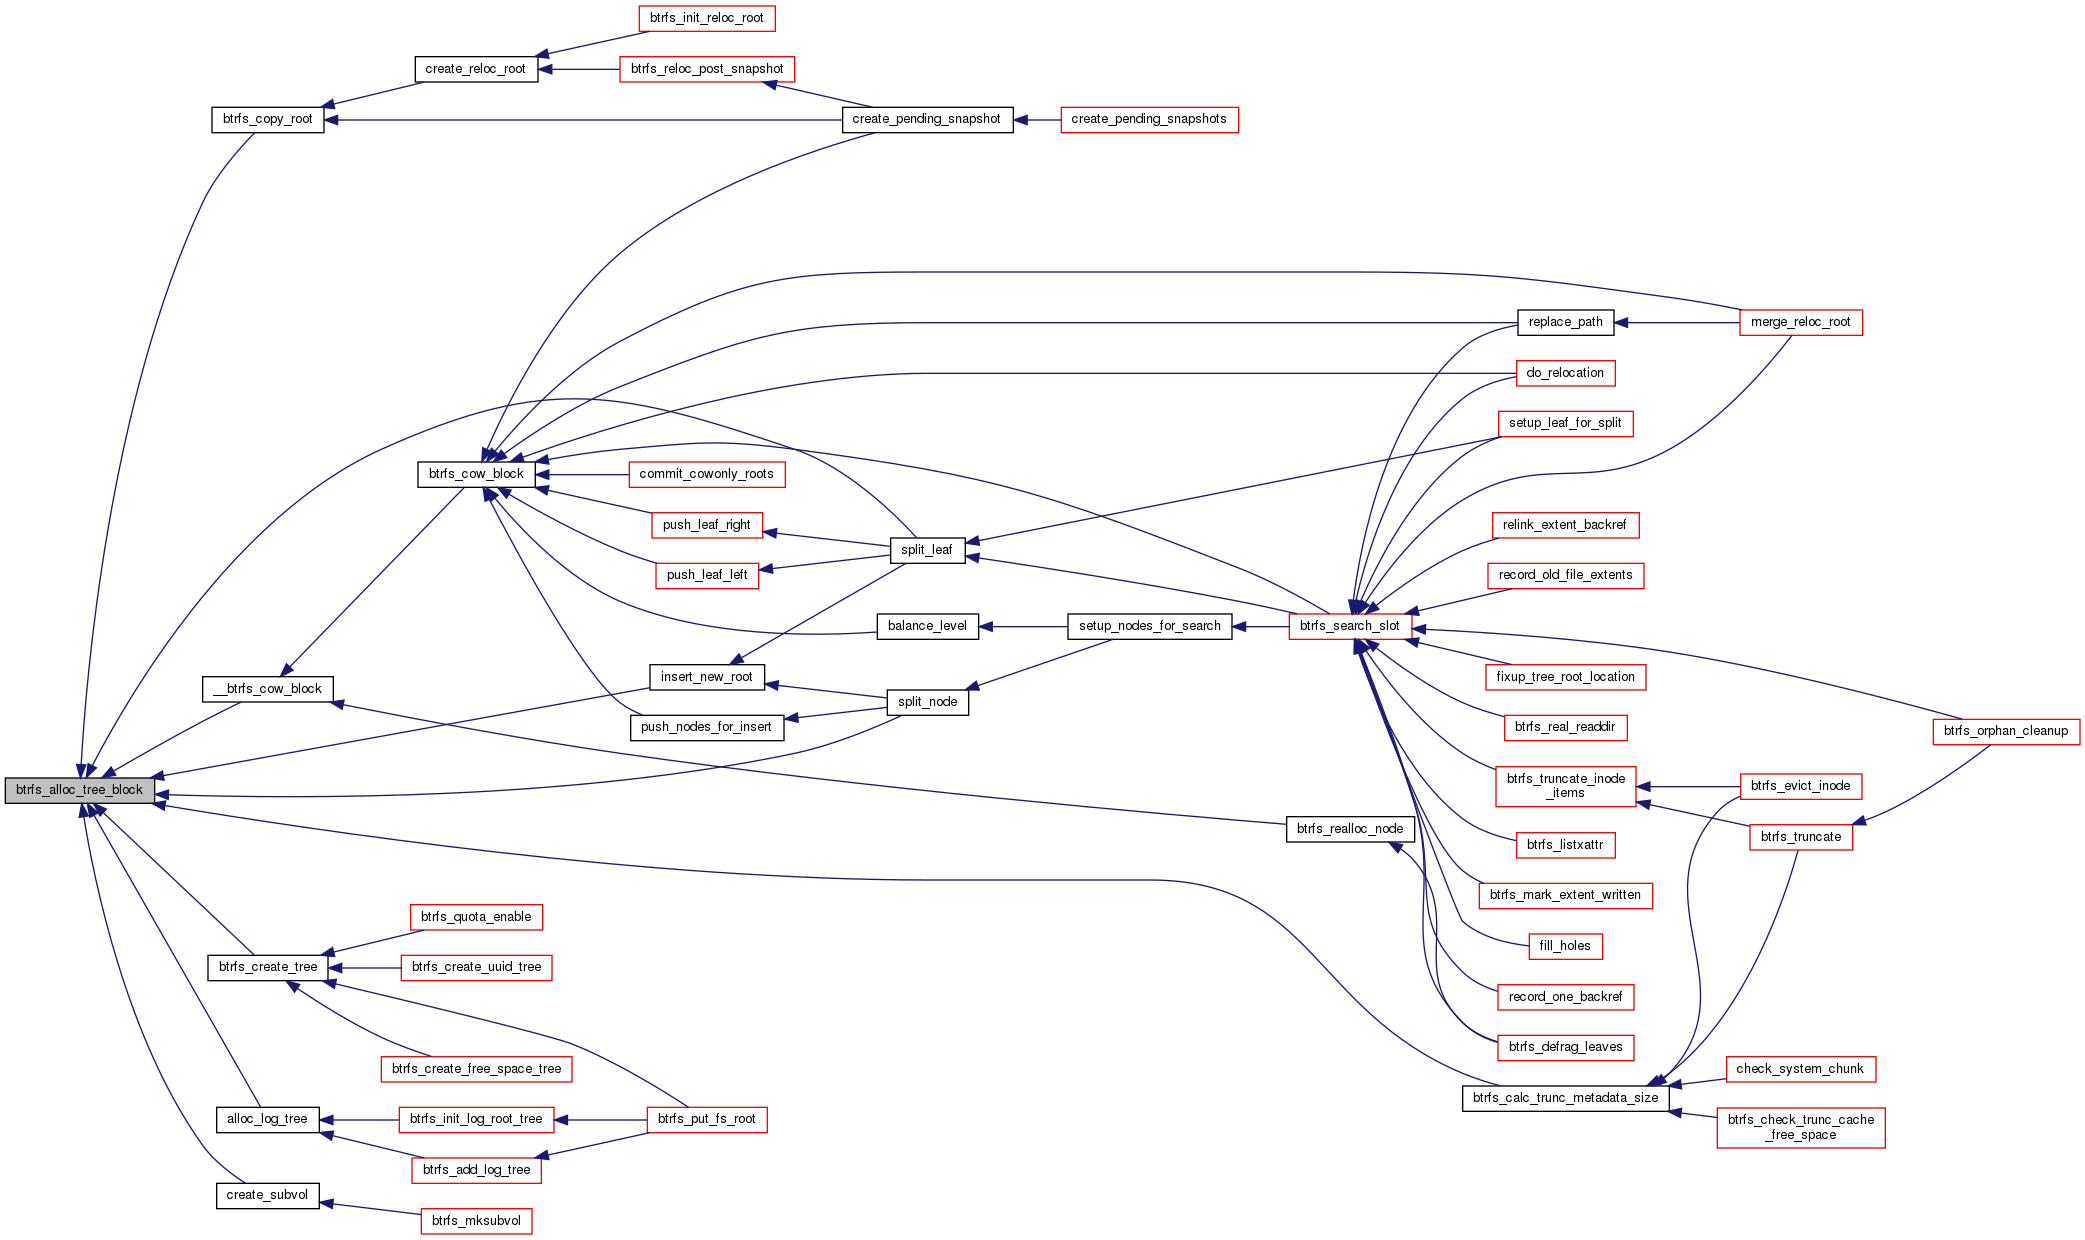 btrfs_init_reloc_root
create_reloc_root
btrfs_reloc_post_snapshot
btrfs_copy_root
create_pending_snapshot
create_pending_snapshots
replace_path
merge_reloc_root
do_relocation
setup_leaf_for_split
btrfs_cow_block
commit_cowonly_roots
push_leaf_right
relink_extent_backref
split_leaf
push_leaf_left
record_old_file_extents
balance_level
setup_nodes_for_search
btrfs_search_slot
insert_new_root
fixup_tree_root_location
__btrfs_cow_block
split_node
push_nodes_for_insert
btrfs_real_readdir
btrfs_orphan_cleanup
btrfs_truncate_inode
_items
btrfs_evict_inode
btrfs_alloc_tree_block
btrfs_realloc_node
btrfs_truncate
btrfs_listxattr
btrfs_mark_extent_written
btrfs_quota_enable
fill_holes
btrfs_create_tree
btrfs_create_uuid_tree
record_one_backref
btrfs_defrag_leaves
btrfs_create_free_space_tree
check_system_chunk
btrfs_calc_trunc_metadata_size
alloc_log_tree
btrfs_init_log_root_tree
btrfs_put_fs_root
btrfs_check_trunc_cache
_free_space
btrfs_add_log_tree
create_subvol
btrfs_mksubvol